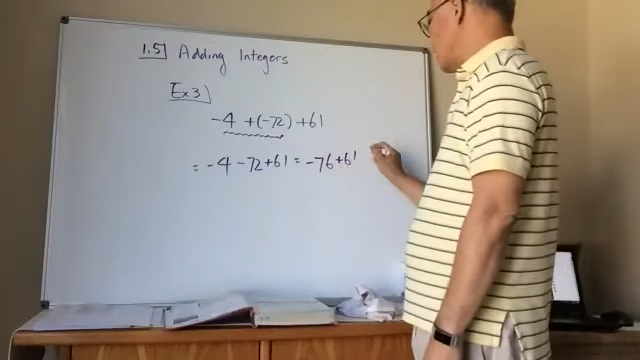 1.5 Adding Integers
Ex3)
-4 +(-72) +61
= -4 -72+61 = -76+61